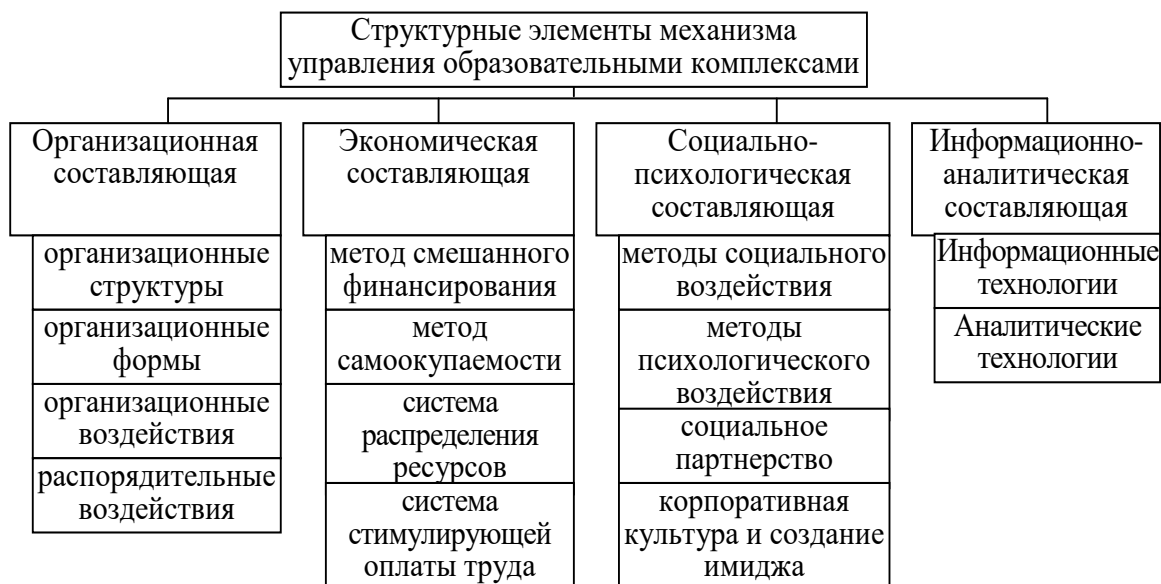 Структурные элементы механизма
управления образовательными комплексами
Организационная
составляющая
организационные
структуры
организационные
формы
организационные
воздействия
распорядительные
воздействия
Экономическая
составляющая
метод смешанного
финансирования
метод
самоокупаемости
система
распределения
ресурсов
система
стимулирующей
оплаты труда
Социально-
психологическая
составляющая
методы социального
воздействия
методы
психологического
воздействия
социальное
партнерство
корпоративная
культура и создание
имиджа
Информационно-
аналитическая
составляющая
Информационные
технологии
Аналитические
технологии